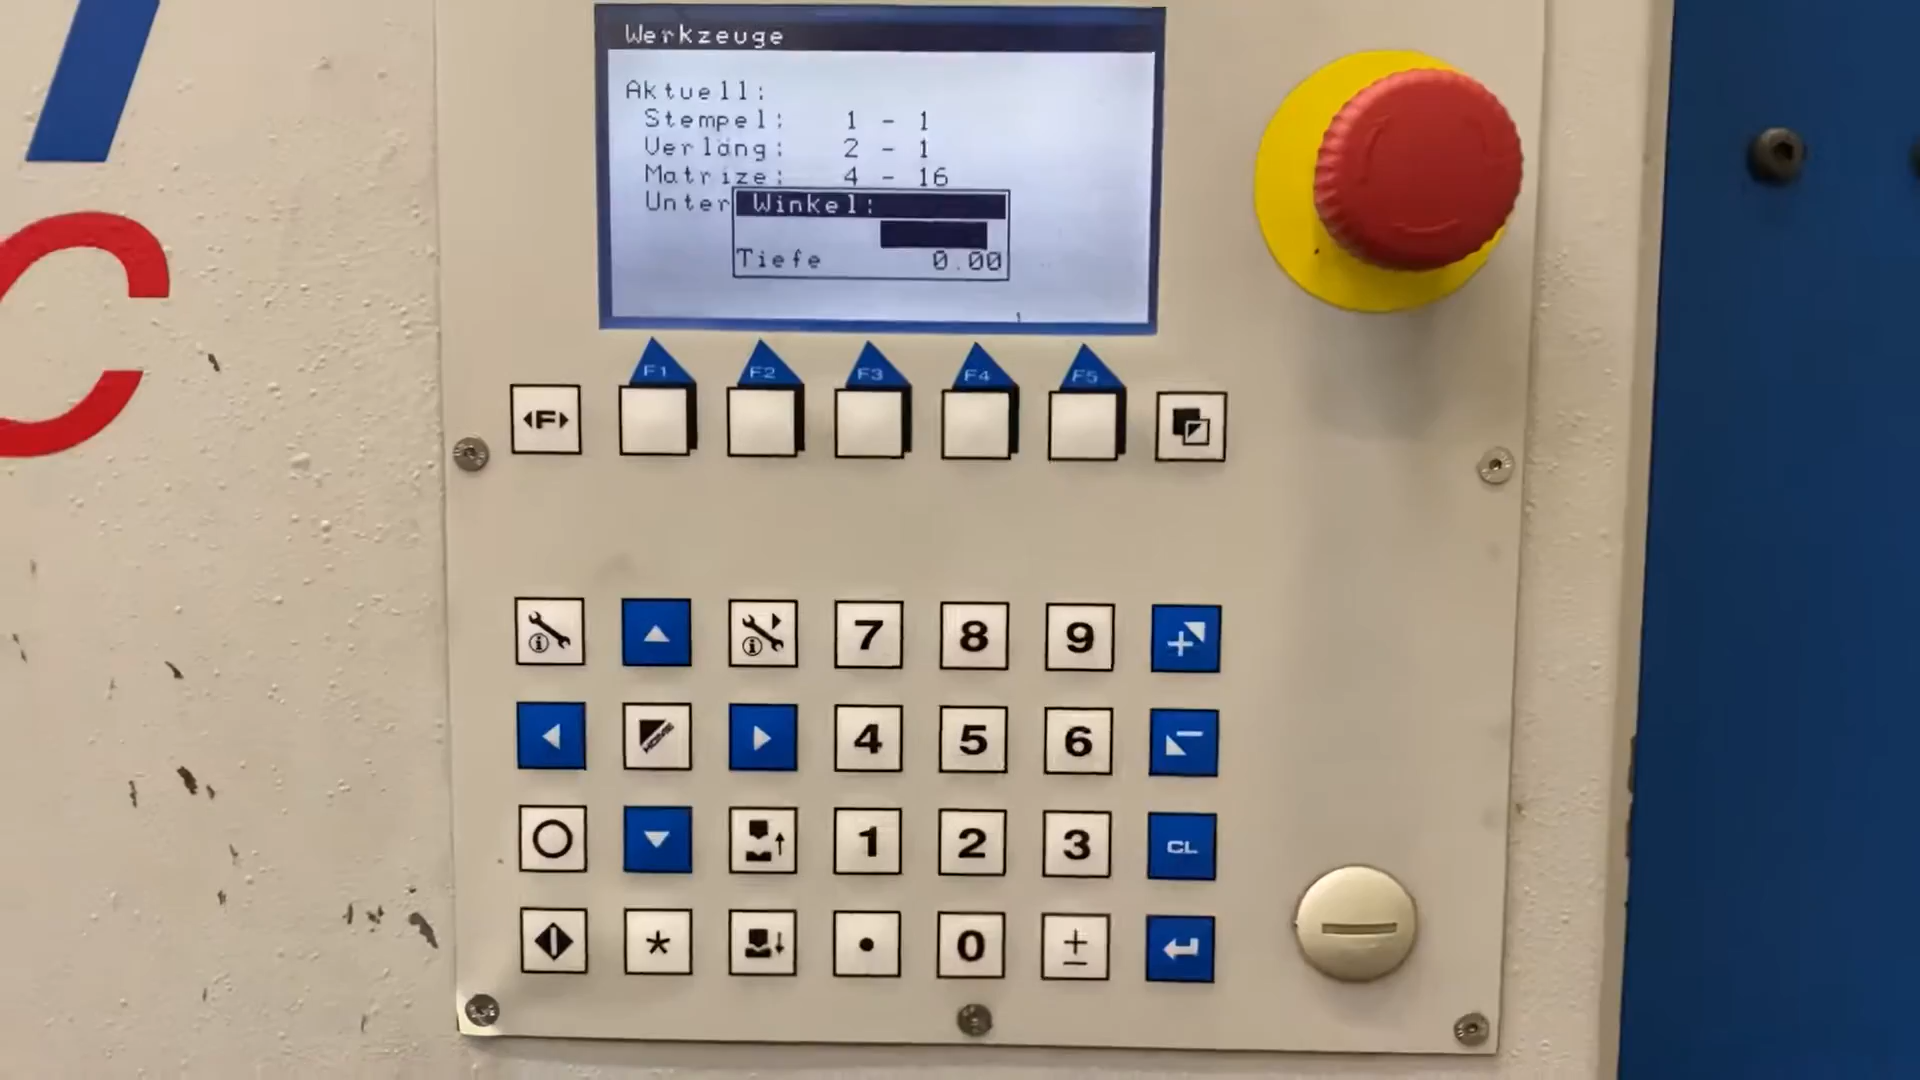 Werkzeuge
Aktuell:
Stempel: 1 - 1
Verläng: 2 - 1
Matrize: 4 - 16
Unter
Winkel:
Tiefe 0.00
F1 F2 F3 F4 F5
◂F▸
7 8 9 +
HOME 4 5 6 −
1 2 3 CL
* • 0 ±
C